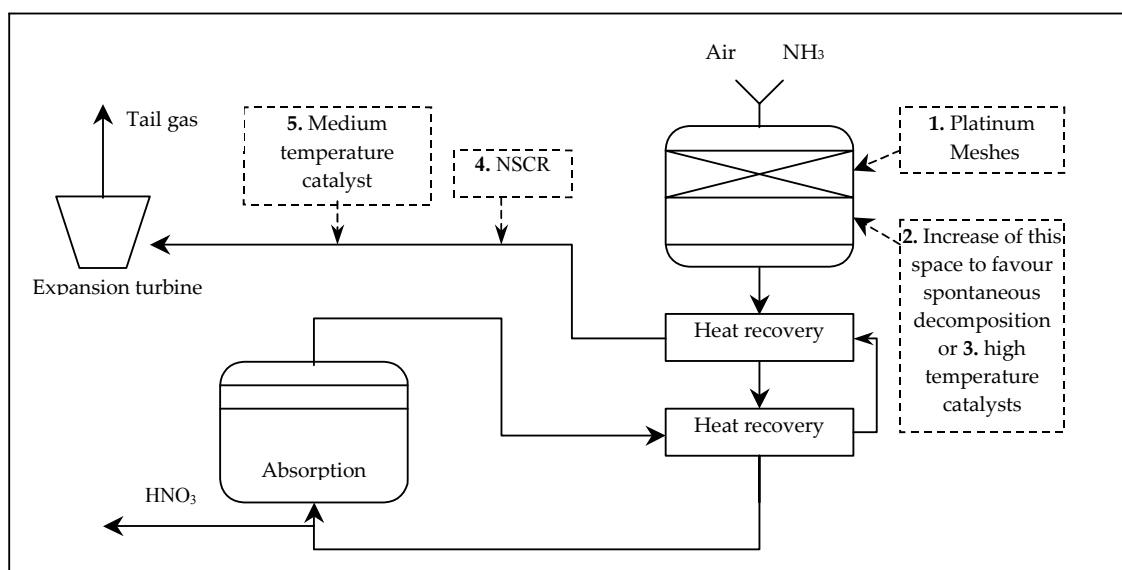 Air NH₃
Tail gas
5. Medium
temperature
catalyst
4. NSCR
1. Platinum
Meshes
2. Increase of this
space to favour
spontaneous
decomposition
or 3. high
temperature
catalysts
Expansion turbine
Heat recovery
Heat recovery
Absorption
HNO₃